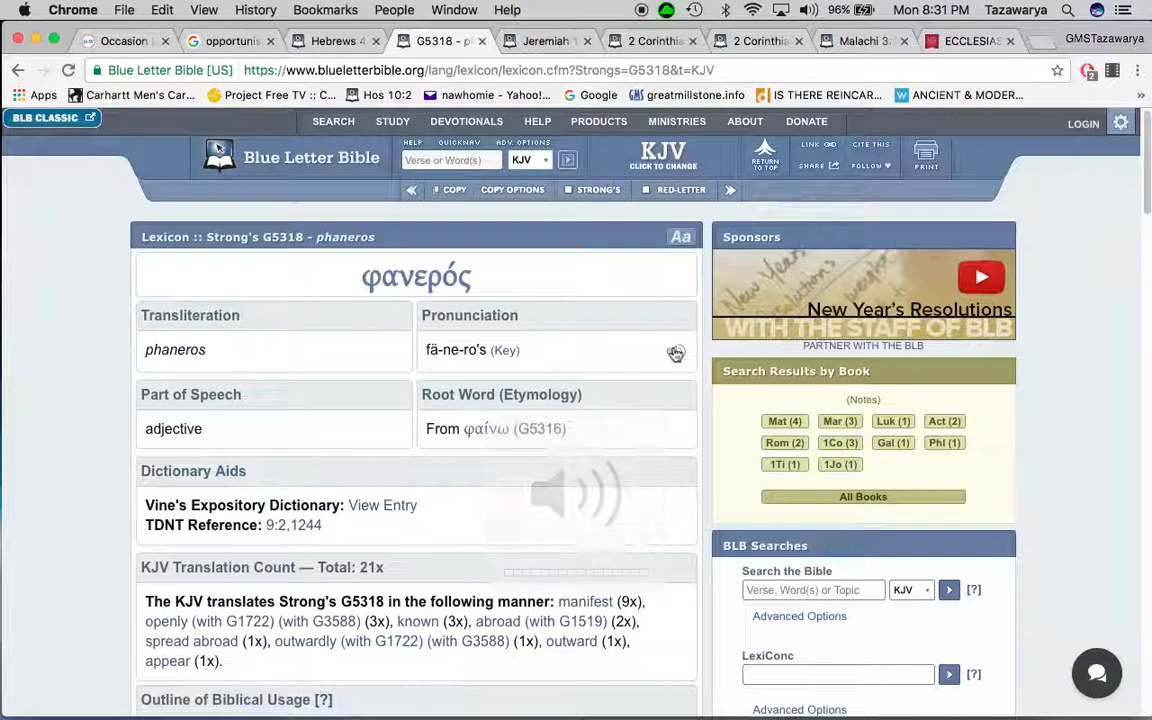 Chrome File Edit View History Bookmarks People Window Help 96% Mon 8:31 PM Tazawarya
Occasion | opportunis Hebrews 4 G5318 - p Jeremiah 1 2 Corinthia 2 Corinthia Malachi 3: ECCLESIAS GMSTazawarya
Blue Letter Bible [US] https://www.blueletterbible.org/lang/lexicon/lexicon.cfm?Strongs=G5318&t=KJV
Apps Carhartt Men's Car... Project Free TV :: C... Hos 10:2 nawhomie - Yahoo!... Google greatmillstone.info IS THERE REINCAR... ANCIENT & MODER... »
BLB CLASSIC SEARCH STUDY DEVOTIONALS HELP PRODUCTS MINISTRIES ABOUT DONATE LOGIN
HELP QUICKNAV ADV. OPTIONS
Blue Letter Bible Verse or Word(s) KJV
KJV
CLICK TO CHANGE
RETURN
TO TOP
LINK CITE THIS
SHARE FOLLOW PRINT
COPY COPY OPTIONS STRONG'S RED-LETTER
Lexicon :: Strong's G5318 - phaneros Aa
φανερός
Transliteration Pronunciation
phaneros fä-ne-ro's (Key)
Part of Speech Root Word (Etymology)
adjective From φαίνω (G5316)
Dictionary Aids
Vine's Expository Dictionary: View Entry
TDNT Reference: 9:2,1244
KJV Translation Count — Total: 21x
The KJV translates Strong's G5318 in the following manner: manifest (9x),
openly (with G1722) (with G3588) (3x), known (3x), abroad (with G1519) (2x),
spread abroad (1x), outwardly (with G1722) (with G3588) (1x), outward (1x),
appear (1x).
Outline of Biblical Usage [?]
Sponsors
New Year's Resolutions
WITH THE STAFF OF BLB
PARTNER WITH THE BLB
Search Results by Book
(Notes)
Mat (4) Mar (3) Luk (1) Act (2)
Rom (2) 1Co (3) Gal (1) Phl (1)
1Ti (1) 1Jo (1)
All Books
BLB Searches
Search the Bible
Verse, Word(s) or Topic KJV [?]
Advanced Options
LexiConc
[?]
Advanced Options